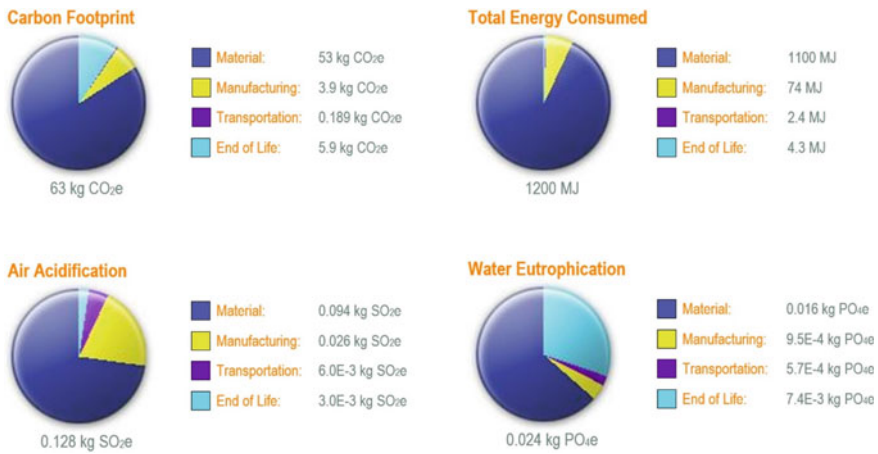 Carbon Footprint
Material: 53 kg CO₂e
Manufacturing: 3.9 kg CO₂e
Transportation: 0.189 kg CO₂e
End of Life: 5.9 kg CO₂e
63 kg CO₂e
Total Energy Consumed
Material: 1100 MJ
Manufacturing: 74 MJ
Transportation: 2.4 MJ
End of Life: 4.3 MJ
1200 MJ
Air Acidification
Material: 0.094 kg SO₂e
Manufacturing: 0.026 kg SO₂e
Transportation: 6.0E-3 kg SO₂e
End of Life: 3.0E-3 kg SO₂e
0.128 kg SO₂e
Water Eutrophication
Material: 0.016 kg PO₄e
Manufacturing: 9.5E-4 kg PO₄e
Transportation: 5.7E-4 kg PO₄e
End of Life: 7.4E-3 kg PO₄e
0.024 kg PO₄e